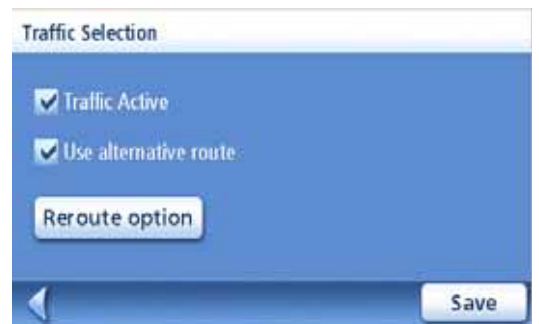 Traffic Selection
Traffic Active
Use alternative route
Reroute option
Save